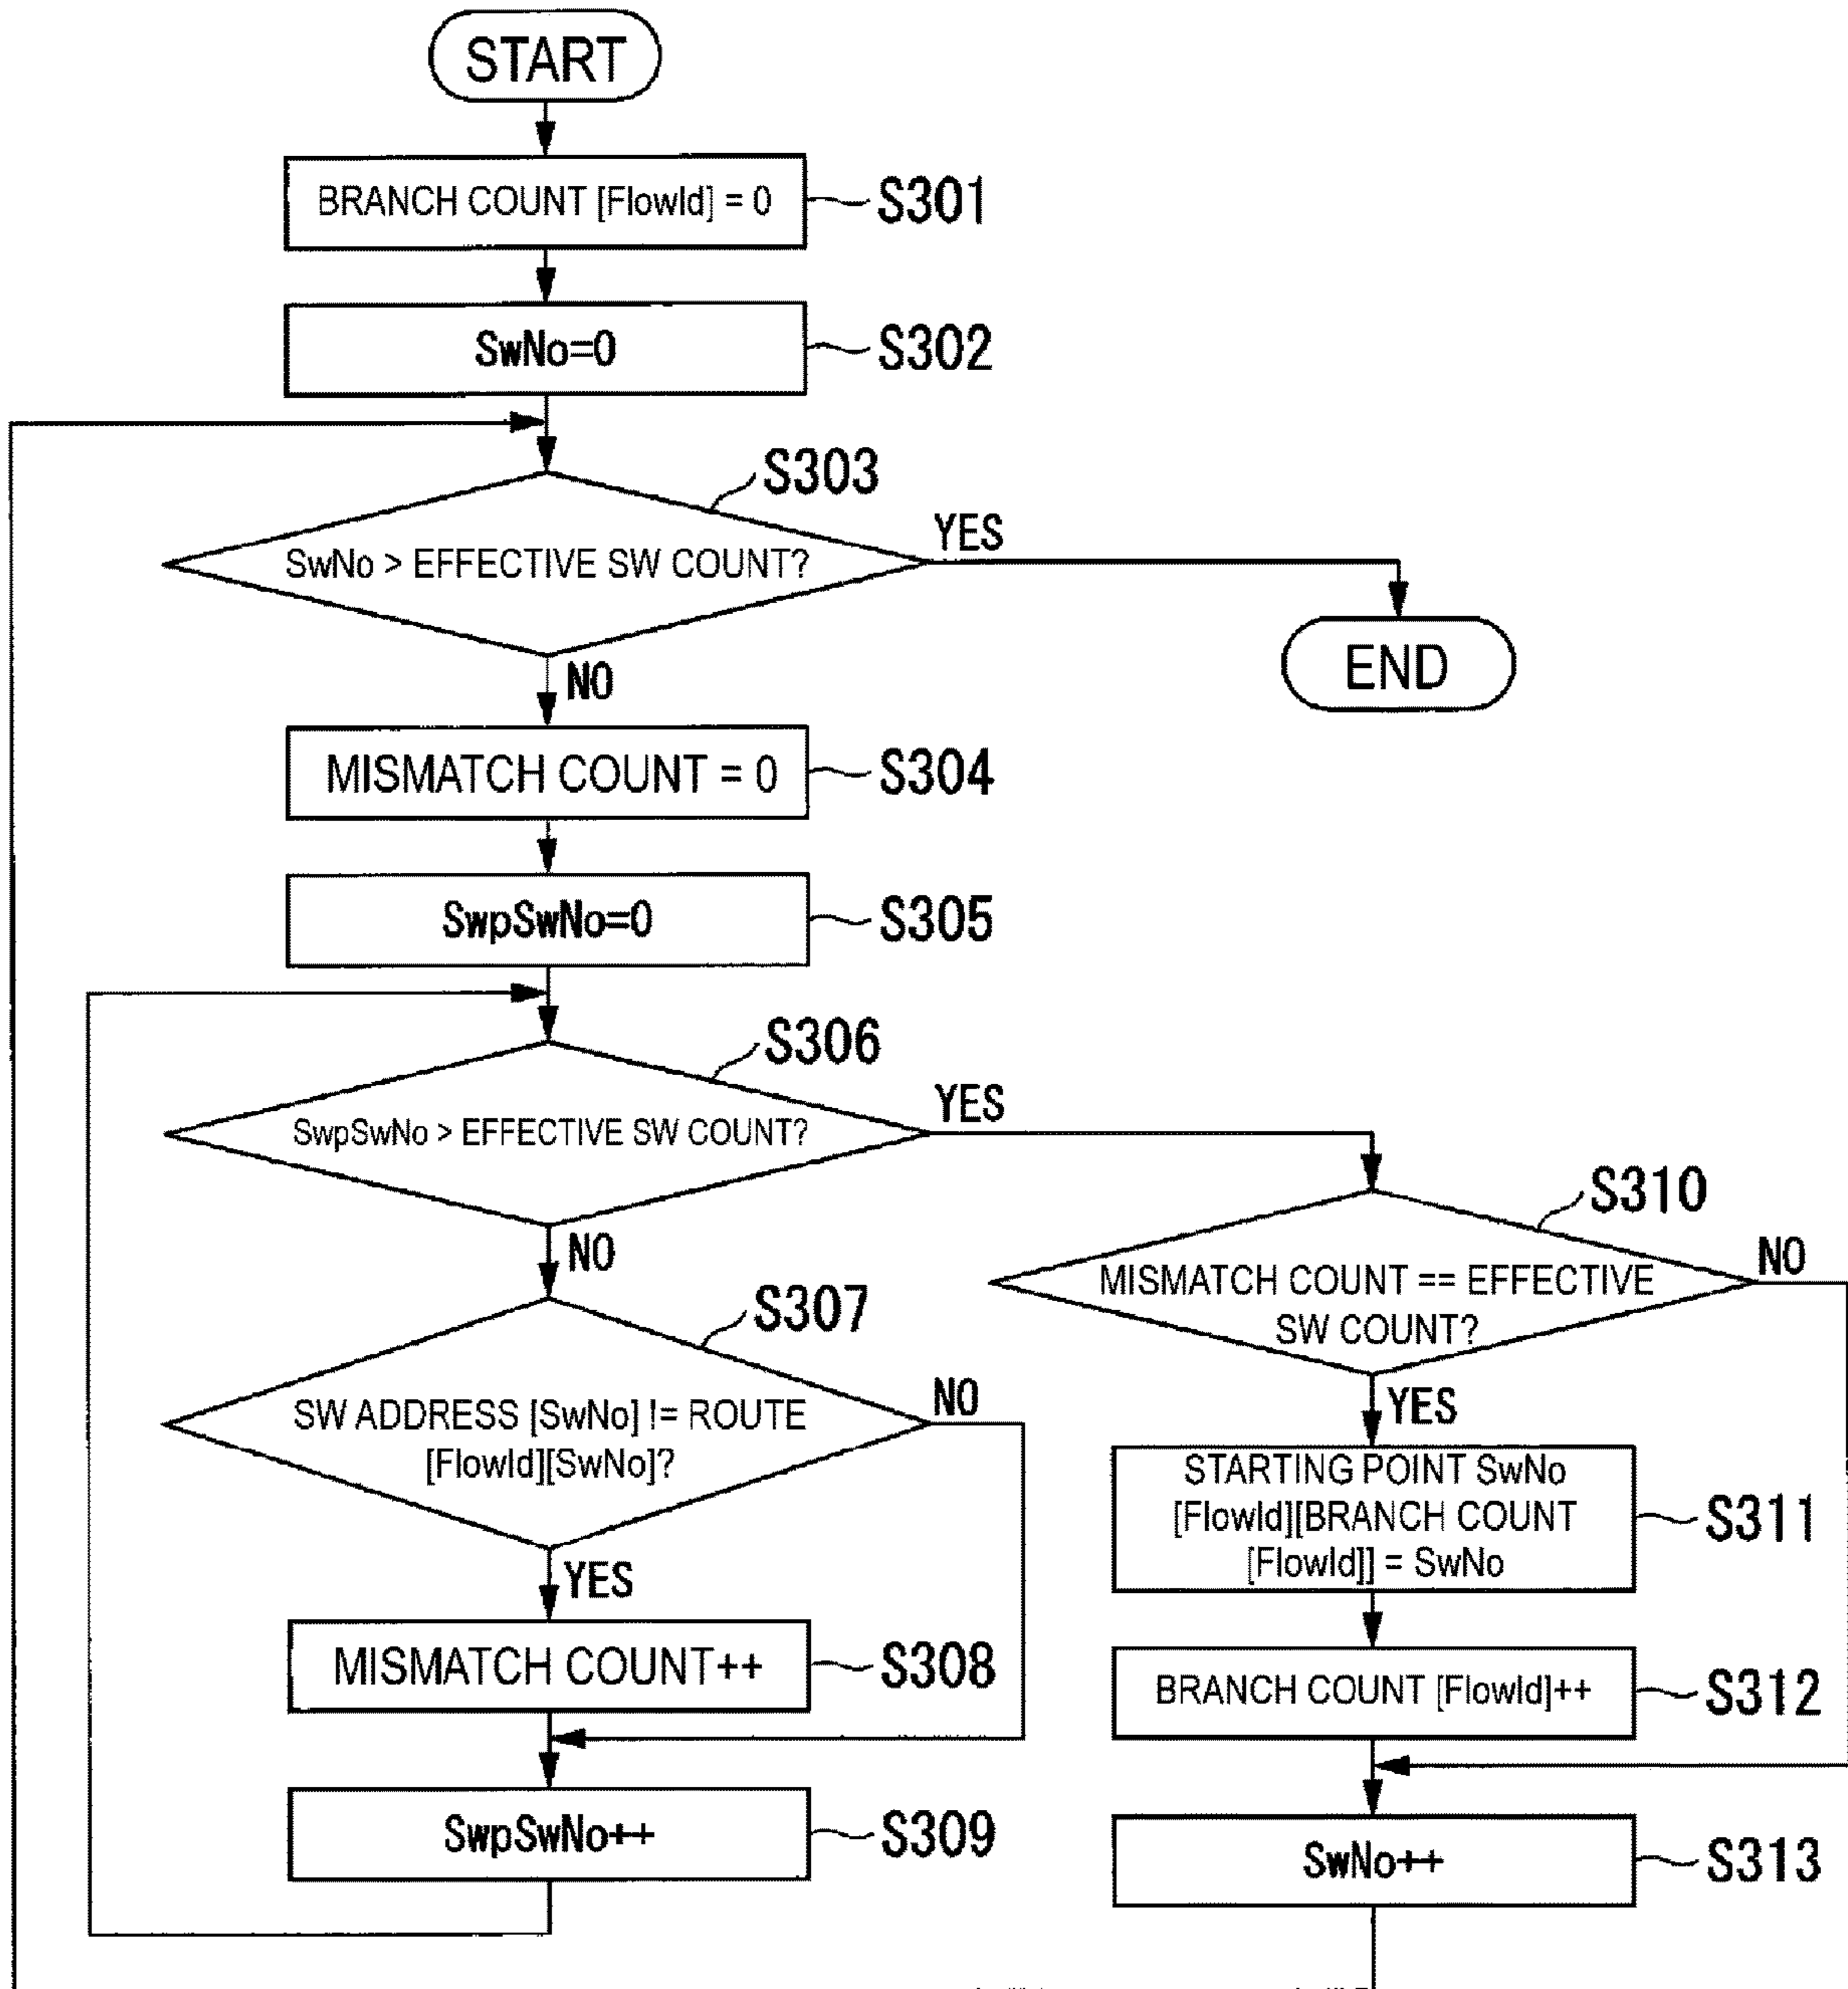 START
BRANCH COUNT [FlowId] = 0
S301
SwNo=0
S302
S303
SwNo > EFFECTIVE SW COUNT?
YES
END
NO
MISMATCH COUNT = 0
S304
SwpSwNo=0
S305
S306
SwpSwNo > EFFECTIVE SW COUNT?
YES
NO
S307
SW ADDRESS [SwNo] != ROUTE
[FlowId][SwNo]?
NO
YES
MISMATCH COUNT++
S308
SwpSwNo++
S309
S310
MISMATCH COUNT == EFFECTIVE
SW COUNT?
NO
YES
STARTING POINT SwNo
[FlowId][BRANCH COUNT
[FlowId]] = SwNo
S311
BRANCH COUNT [FlowId]++
S312
SwNo++
S313